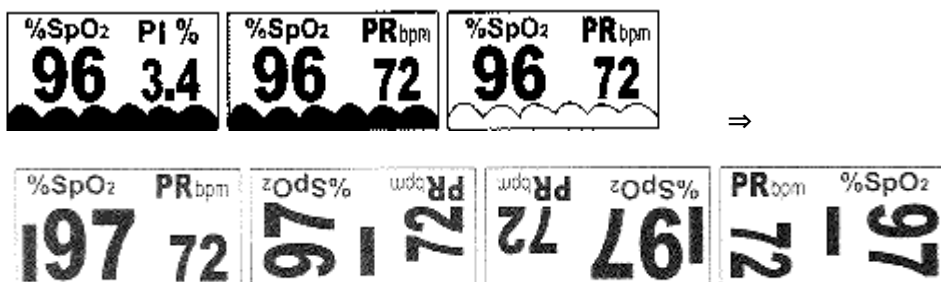 %SpO2 PI % %SpO2 PRbpm %SpO2 PRbpm
96 3.4 96 72 96 72
⇒
%SpO2 PRbpm %SpO2 PRbpm PRbpm %SpO2 PRbpm %SpO2
97 72 97 72 72 97 72 97